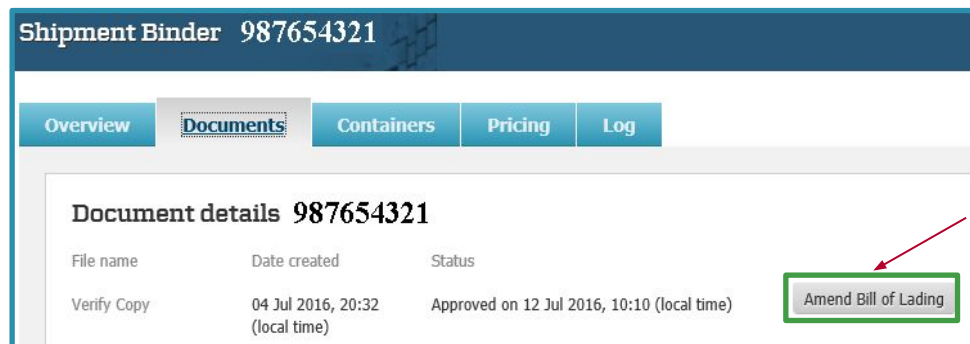 Shipment Binder 987654321
Overview Documents Containers Pricing Log
Document details 987654321
File name Date created Status
Verify Copy 04 Jul 2016, 20:32 Approved on 12 Jul 2016, 10:10 (local time) Amend Bill of Lading
(local time)